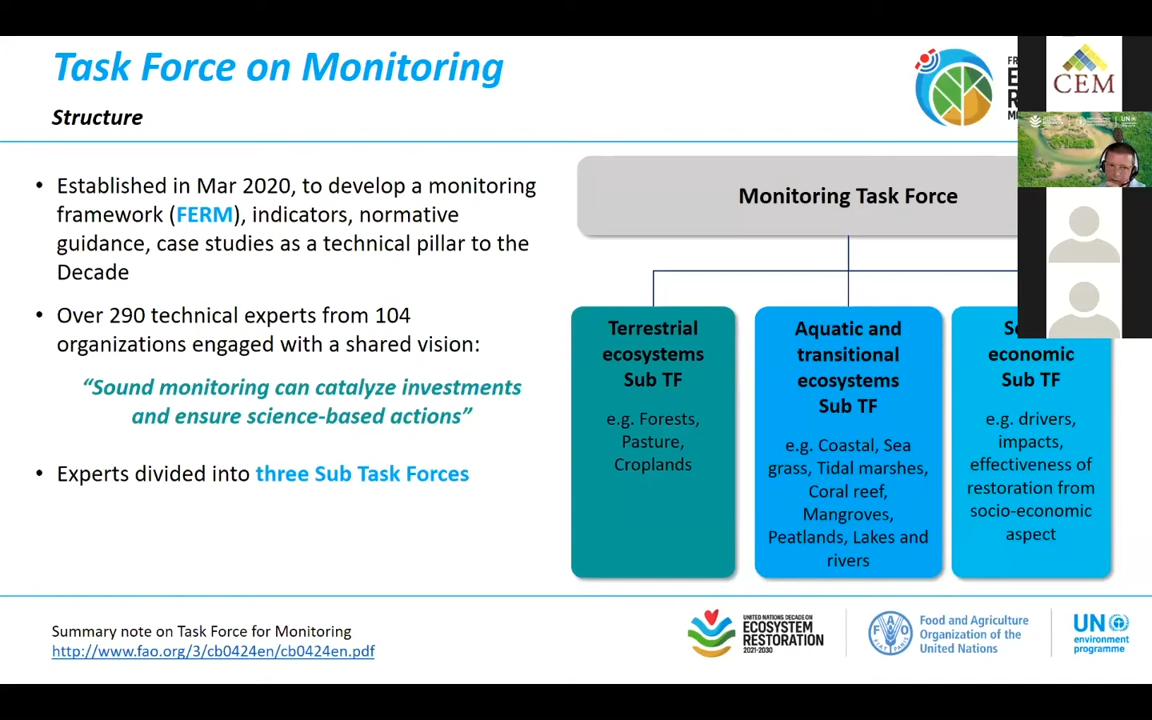 Task Force on Monitoring
Structure
CEM
• Established in Mar 2020, to develop a monitoring
framework (FERM), indicators, normative
guidance, case studies as a technical pillar to the
Decade
• Over 290 technical experts from 104
organizations engaged with a shared vision:
“Sound monitoring can catalyze investments
and ensure science-based actions”
• Experts divided into three Sub Task Forces
Monitoring Task Force
Terrestrial
ecosystems
Sub TF
e.g. Forests,
Pasture,
Croplands
Aquatic and
transitional
ecosystems
Sub TF
e.g. Coastal, Sea
grass, Tidal marshes,
Coral reef,
Mangroves,
Peatlands, Lakes and
rivers
economic
Sub TF
e.g. drivers,
impacts,
effectiveness of
restoration from
socio-economic
aspect
Summary note on Task Force for Monitoring
http://www.fao.org/3/cb0424en/cb0424en.pdf
UNITED NATIONS DECADE ON
ECOSYSTEM
RESTORATION
2021-2030
FAO
FIAT PANIS
Food and Agriculture
Organization of the
United Nations
UN
environment
programme